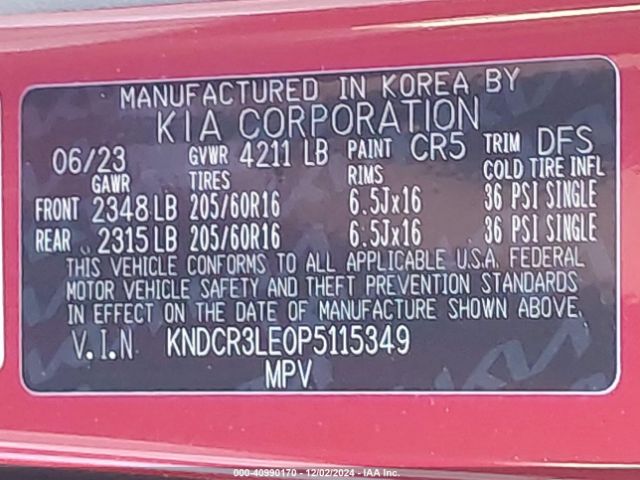 MANUFACTURED IN KOREA BY
KIA CORPORATION
06/23 GVWR 4211 LB PAINT CR5 TRIM DFS
GAWR TIRES RIMS COLD TIRE INFL
FRONT 2348 LB 205/60R16 6.5Jx16 36 PSI SINGLE
REAR 2315 LB 205/60R16 6.5Jx16 36 PSI SINGLE
THIS VEHICLE CONFORMS TO ALL APPLICABLE U.S.A. FEDERAL
MOTOR VEHICLE SAFETY AND THEFT PREVENTION STANDARDS
IN EFFECT ON THE DATE OF MANUFACTURE SHOWN ABOVE.
V.I.N KNDCR3LE0P5115349
MPV
000-40990170 - 12/02/2024 - IAA Inc.